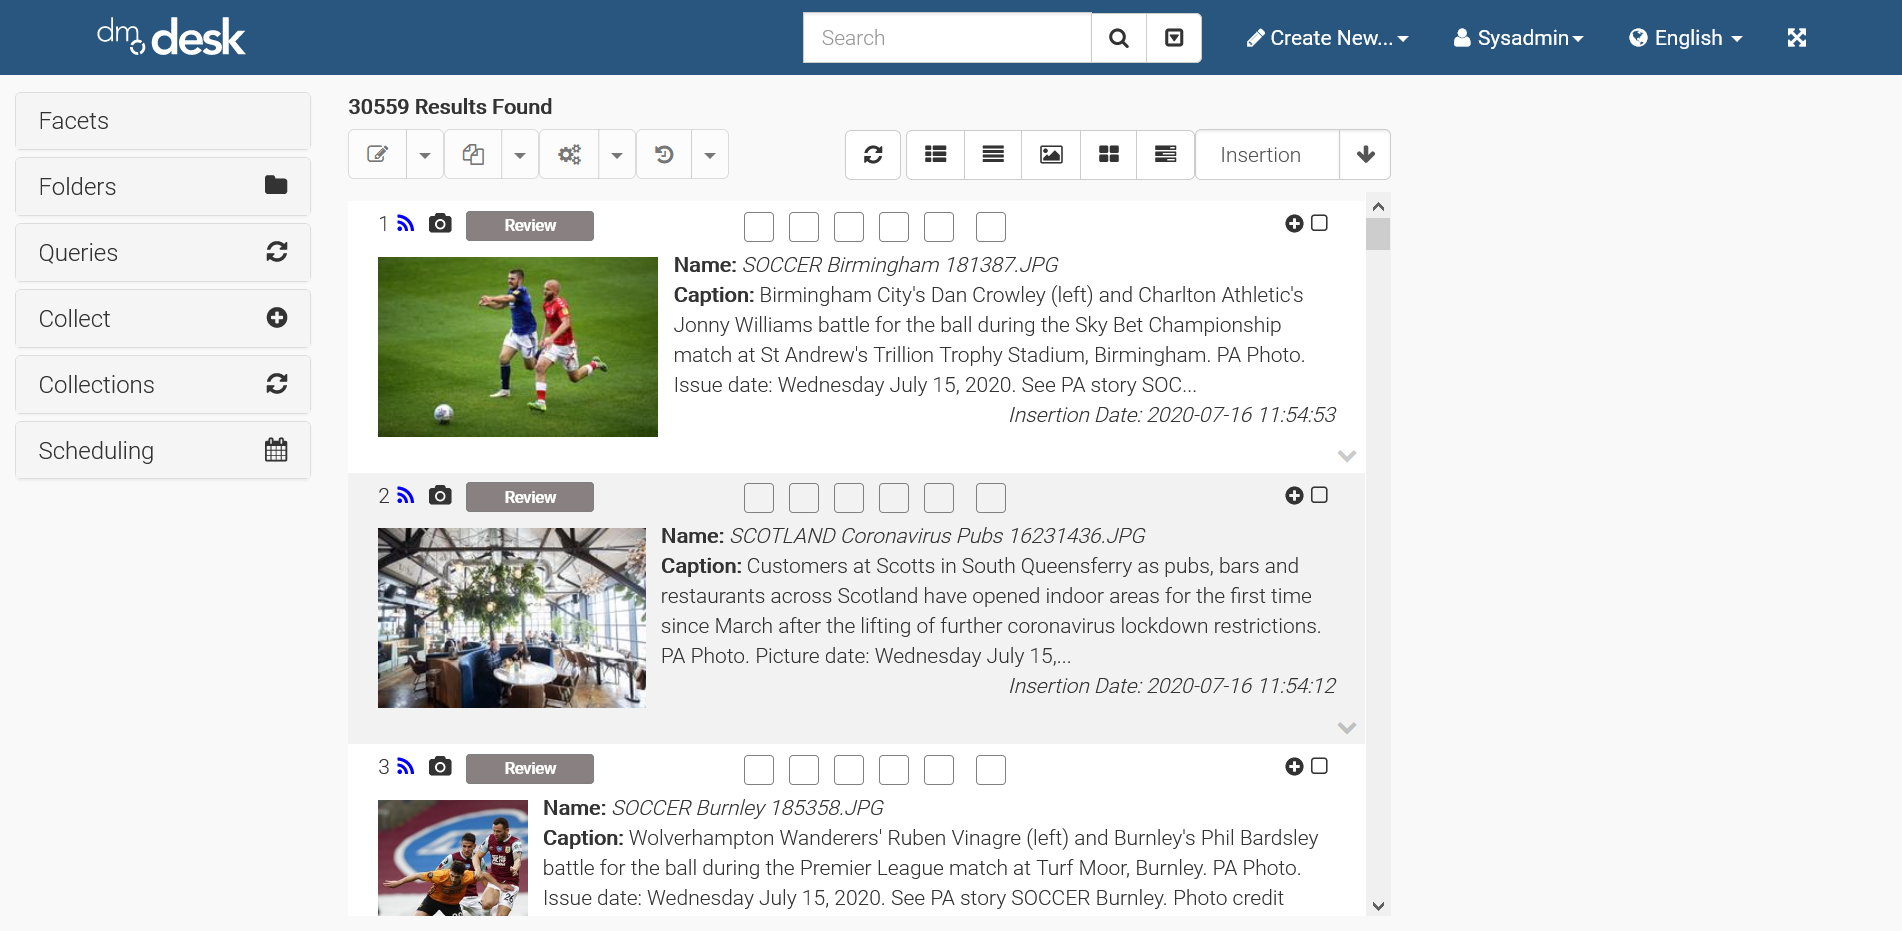 dm desk
Search
Create New...
Sysadmin
English
Facets
Folders
Queries
Collect
Collections
Scheduling
30559 Results Found
Insertion
1 Review
Name: SOCCER Birmingham 181387.JPG
Caption: Birmingham City's Dan Crowley (left) and Charlton Athletic's
Jonny Williams battle for the ball during the Sky Bet Championship
match at St Andrew's Trillion Trophy Stadium, Birmingham. PA Photo.
Issue date: Wednesday July 15, 2020. See PA story SOC...
Insertion Date: 2020-07-16 11:54:53
2 Review
Name: SCOTLAND Coronavirus Pubs 16231436.JPG
Caption: Customers at Scotts in South Queensferry as pubs, bars and
restaurants across Scotland have opened indoor areas for the first time
since March after the lifting of further coronavirus lockdown restrictions.
PA Photo. Picture date: Wednesday July 15,...
Insertion Date: 2020-07-16 11:54:12
3 Review
Name: SOCCER Burnley 185358.JPG
Caption: Wolverhampton Wanderers' Ruben Vinagre (left) and Burnley's Phil Bardsley
battle for the ball during the Premier League match at Turf Moor, Burnley. PA Photo.
Issue date: Wednesday July 15, 2020. See PA story SOCCER Burnley. Photo credit